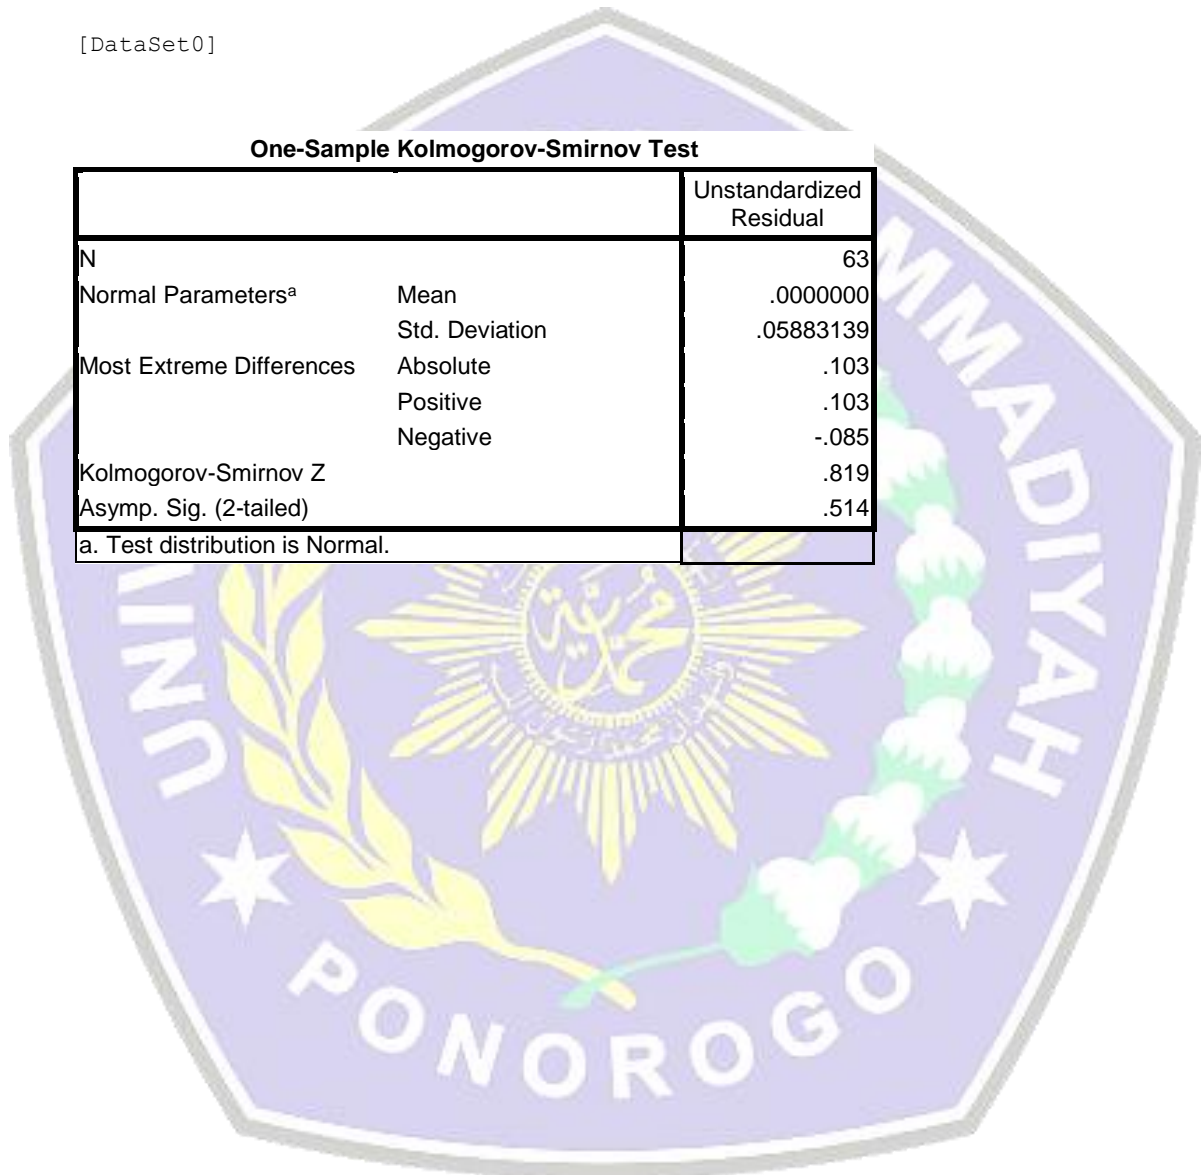 [DataSet0]
One-Sample Kolmogorov-Smirnov Test
Unstandardized
Residual
N 63
Normal Parametersᵃ Mean .0000000
Std. Deviation .05883139
Most Extreme Differences Absolute .103
Positive .103
Negative -.085
Kolmogorov-Smirnov Z .819
Asymp. Sig. (2-tailed) .514
a. Test distribution is Normal.
PONOROGO